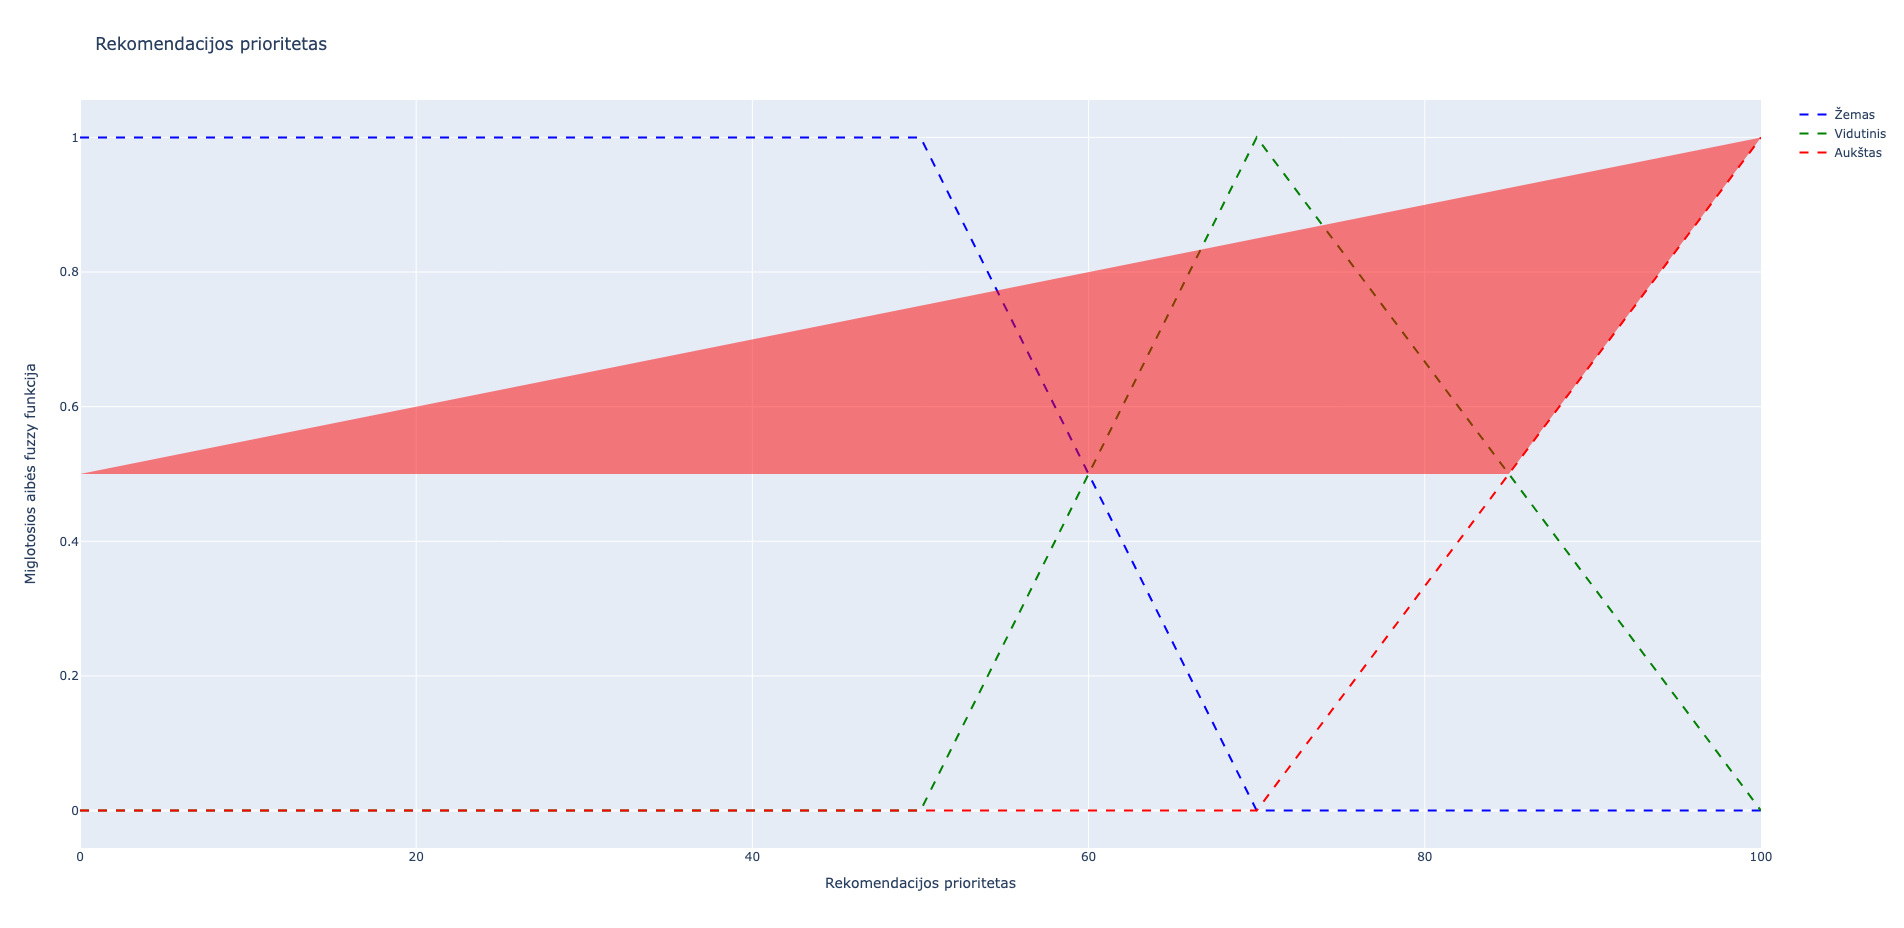 Rekomendacijos prioritetas
Žemas
Vidutinis
Aukštas
Miglotosios aibės fuzzy funkcija
1
0.8
0.6
0.4
0.2
0
0 20 40 60 80 100
Rekomendacijos prioritetas